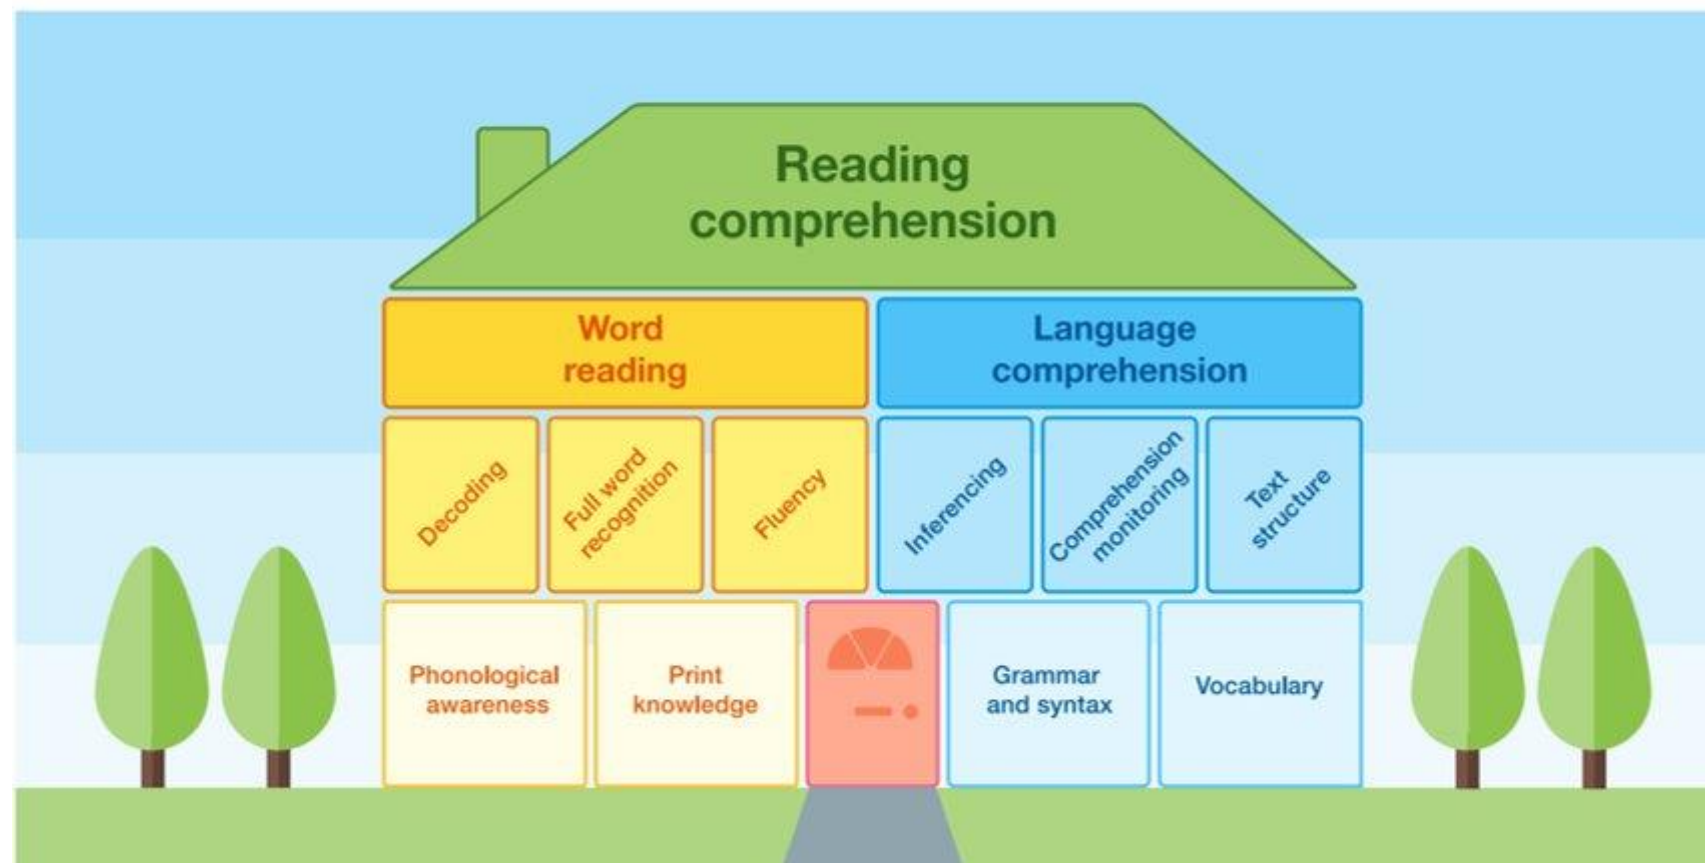 Reading
comprehension
Word
reading
Language
comprehension
Decoding
Full word
recognition
Fluency
Inferencing
Comprehension
monitoring
Text
structure
Phonological
awareness
Print
knowledge
Grammar
and syntax
Vocabulary